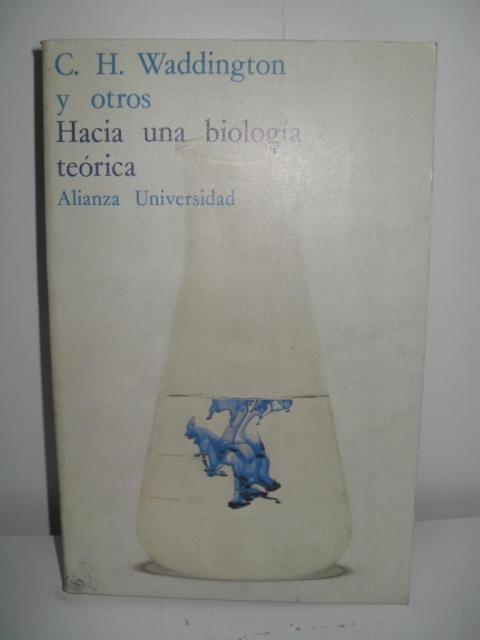 C. H. Waddington
y otros
Hacia una biología
teórica
Alianza Universidad